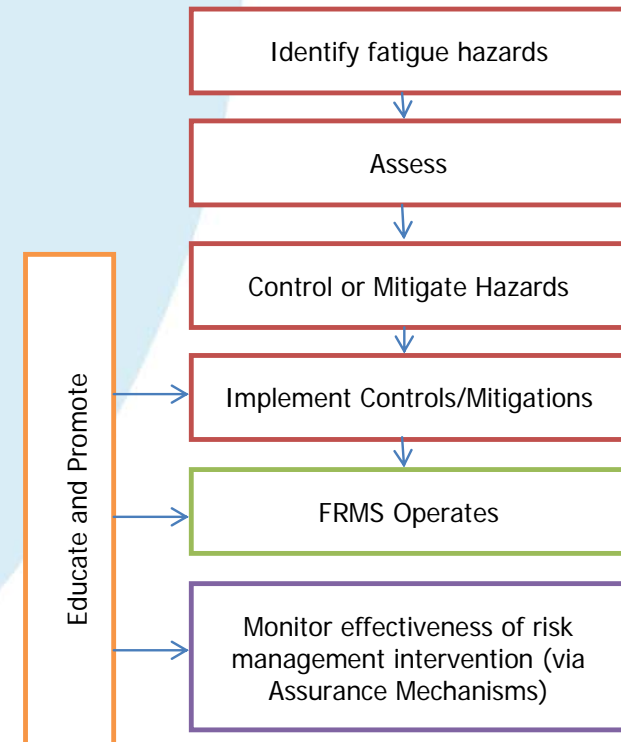 Identify fatigue hazards
Assess
Control or Mitigate Hazards
Implement Controls/Mitigations
FRMS Operates
Monitor effectiveness of risk
management intervention (via
Assurance Mechanisms)
Educate and Promote